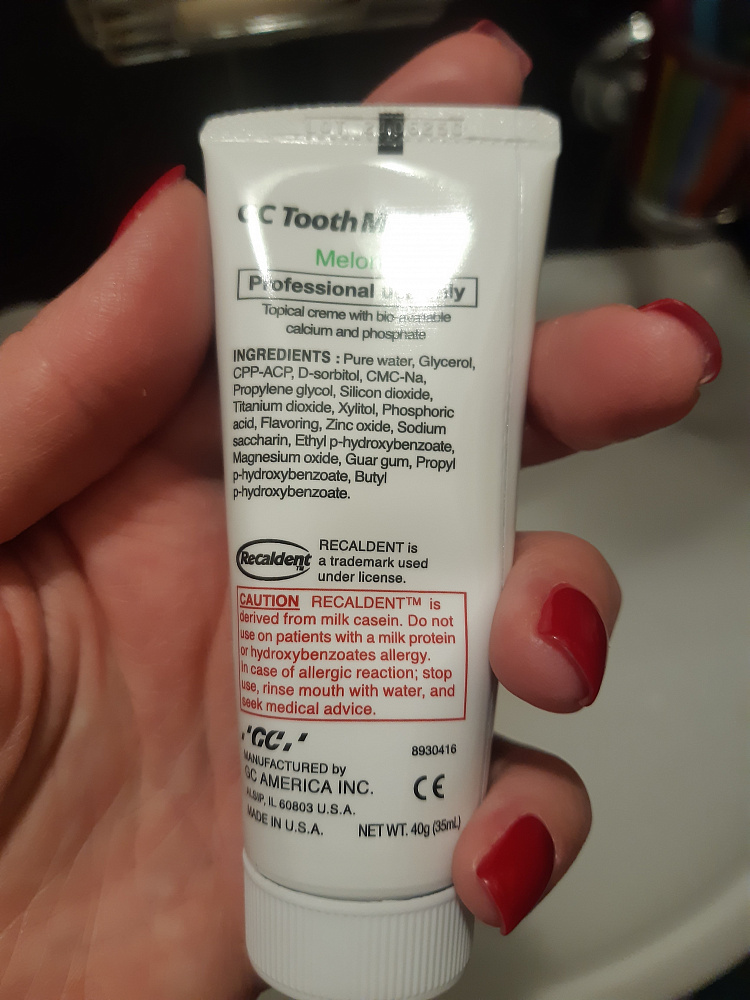 GC Tooth
Professional
Topical creme with bio-available
calcium and phosphate
INGREDIENTS : Pure water, Glycerol,
CPP-ACP, D-sorbitol, CMC-Na,
Propylene glycol, Silicon dioxide,
Titanium dioxide, Xylitol, Phosphoric
acid, Flavoring, Zinc oxide, Sodium
saccharin, Ethyl p-hydroxybenzoate,
Magnesium oxide, Guar gum, Propyl
p-hydroxybenzoate, Butyl
p-hydroxybenzoate.
Recaldent™
RECALDENT is
a trademark used
under license.
CAUTION RECALDENT™ is
derived from milk casein. Do not
use on patients with a milk protein
or hydroxybenzoates allergy.
In case of allergic reaction; stop
use, rinse mouth with water, and
seek medical advice.
'GC,'
8930416
MANUFACTURED by
GC AMERICA INC.
ALSIP, IL 60803 U.S.A.
CE
MADE IN U.S.A.
NET WT. 40g (35mL)